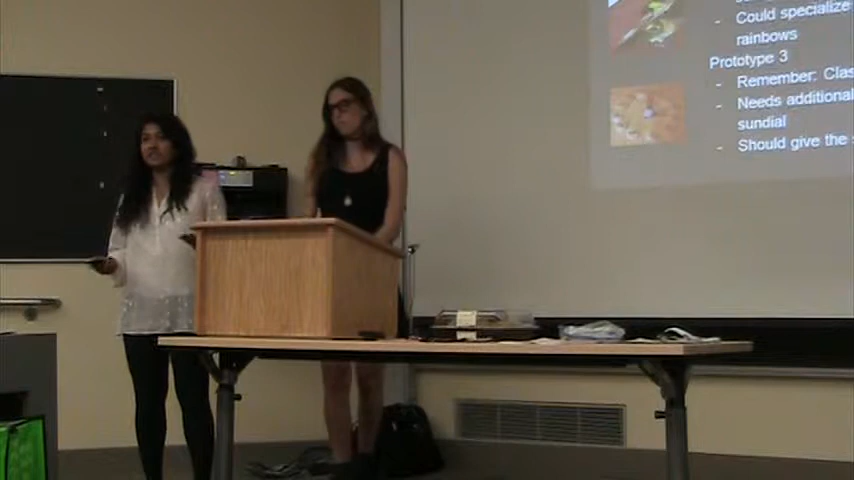 - Could specialize
rainbows
Prototype 3
- Remember: Clas
- Needs additional
sundial
- Should give the